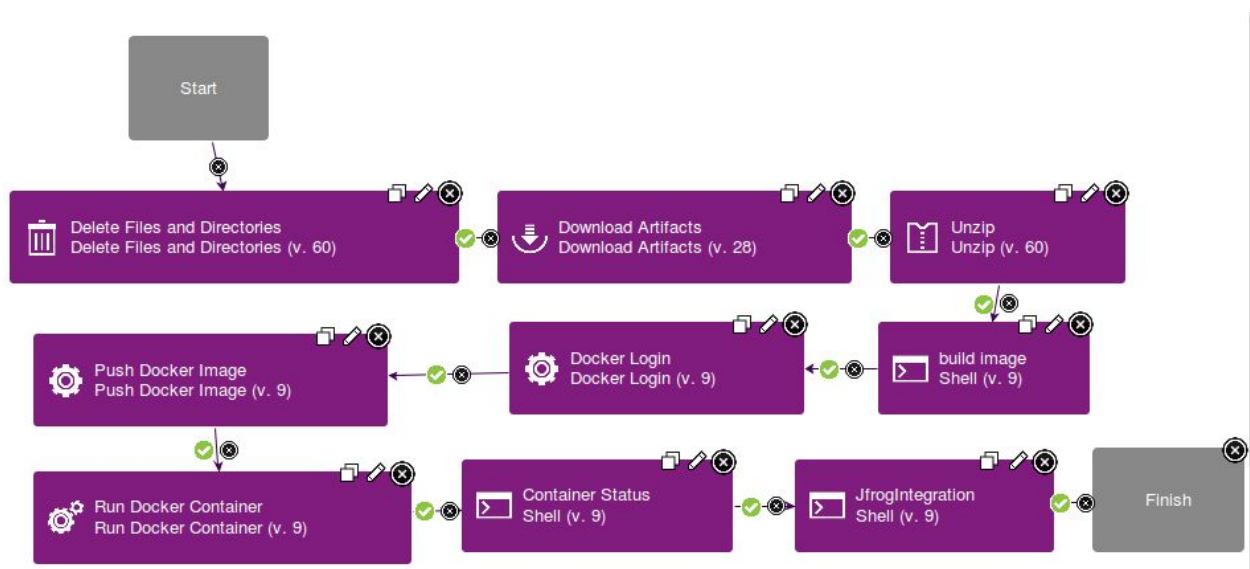 Start
Delete Files and Directories
Delete Files and Directories (v. 60)
Download Artifacts
Download Artifacts (v. 28)
Unzip
Unzip (v. 60)
build image
Shell (v. 9)
Docker Login
Docker Login (v. 9)
Push Docker Image
Push Docker Image (v. 9)
Run Docker Container
Run Docker Container (v. 9)
Container Status
Shell (v. 9)
JfrogIntegration
Shell (v. 9)
Finish